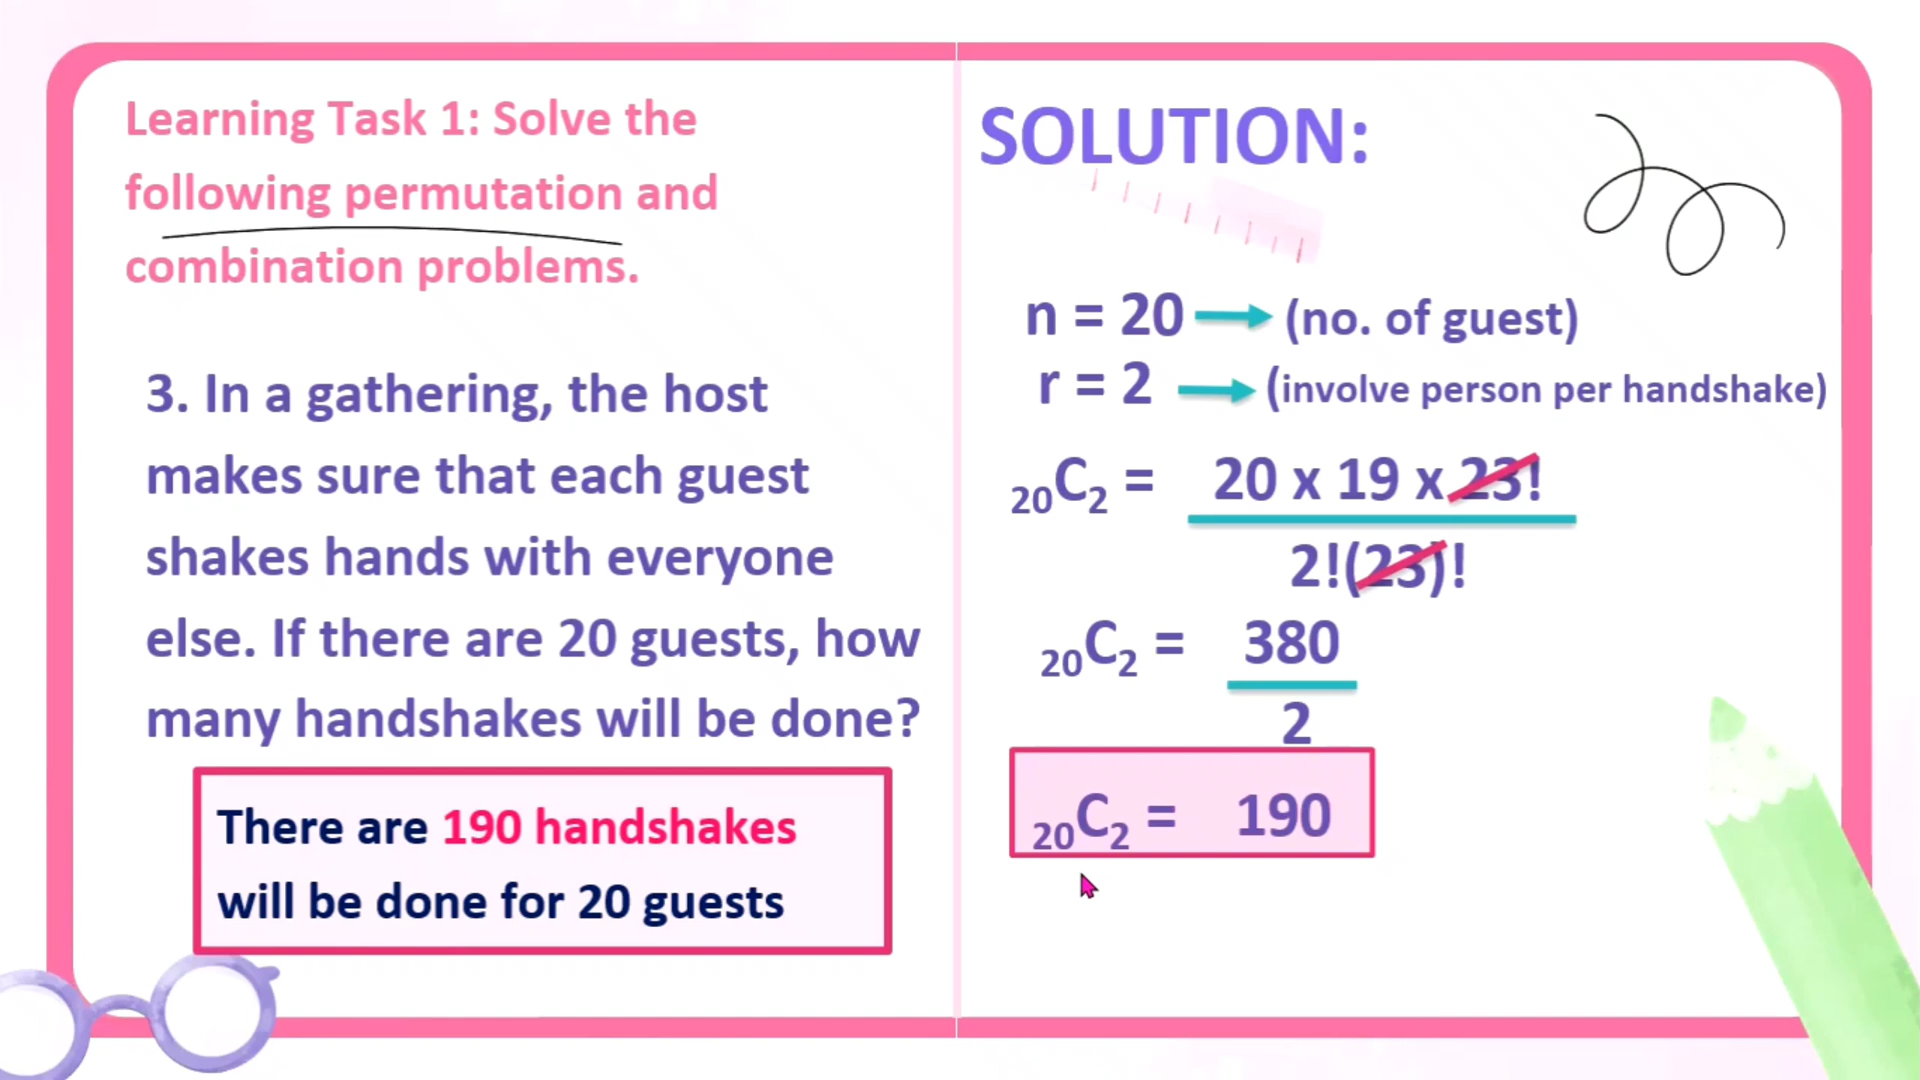 Learning Task 1: Solve the
following permutation and
combination problems.
3. In a gathering, the host
makes sure that each guest
shakes hands with everyone
else. If there are 20 guests, how
many handshakes will be done?
There are 190 handshakes
will be done for 20 guests
SOLUTION:
n = 20 (no. of guest)
r = 2 (involve person per handshake)
20C2 = 20 x 19 x 23!
2!(23)!
20C2 = 380
2
20C2 = 190